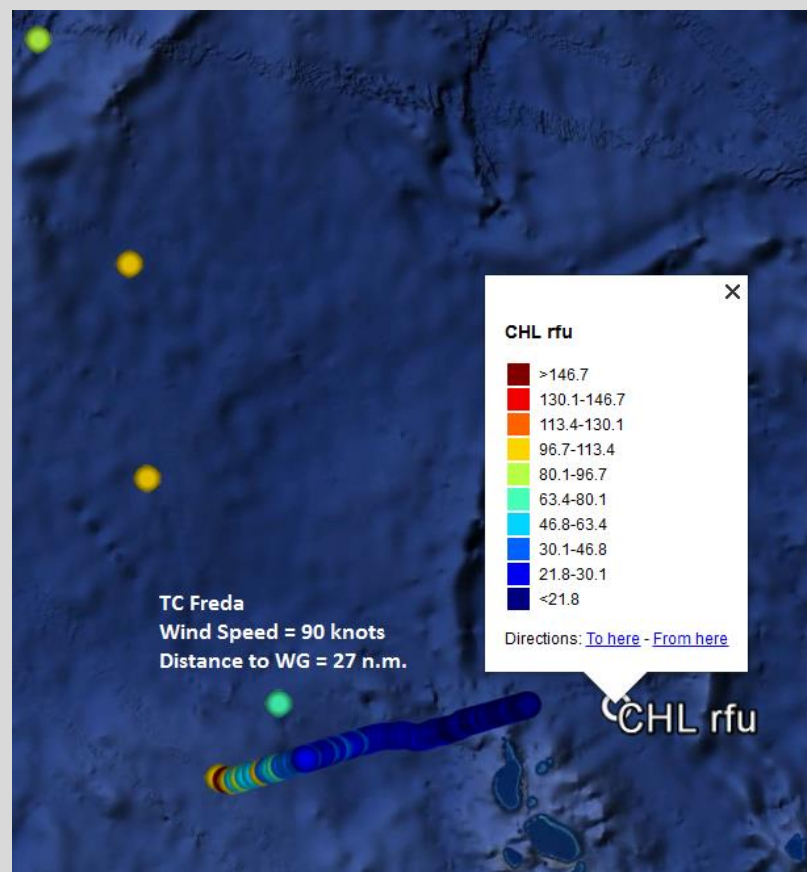 CHL rfu
>146.7
130.1-146.7
113.4-130.1
96.7-113.4
80.1-96.7
63.4-80.1
46.8-63.4
30.1-46.8
21.8-30.1
<21.8
Directions: To here - From here
TC Freda
Wind Speed = 90 knots
Distance to WG = 27 n.m.
CHL rfu